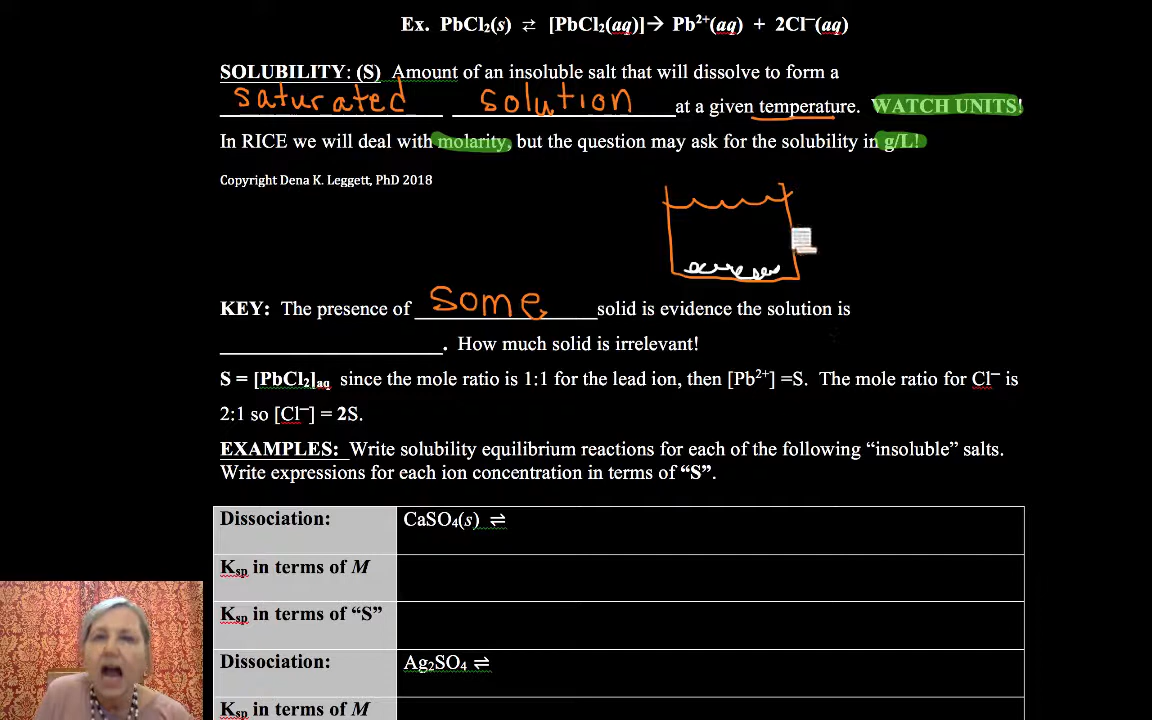 Ex. PbCl₂(s) ⇄ [PbCl₂(aq)]→ Pb²⁺(aq) + 2Cl⁻(aq)
SOLUBILITY: (S) Amount of an insoluble salt that will dissolve to form a
saturated solution at a given temperature. WATCH UNITS!
In RICE we will deal with molarity, but the question may ask for the solubility in g/L!
Copyright Dena K. Leggett, PhD 2018
KEY: The presence of some solid is evidence the solution is
____________________. How much solid is irrelevant!
S = [PbCl₂]aq since the mole ratio is 1:1 for the lead ion, then [Pb²⁺] =S. The mole ratio for Cl⁻ is
2:1 so [Cl⁻] = 2S.
EXAMPLES: Write solubility equilibrium reactions for each of the following “insoluble” salts.
Write expressions for each ion concentration in terms of “S”.
Dissociation: CaSO₄(s) ⇌
Ksp in terms of M
Ksp in terms of “S”
Dissociation: Ag₂SO₄ ⇌
Ksp in terms of M